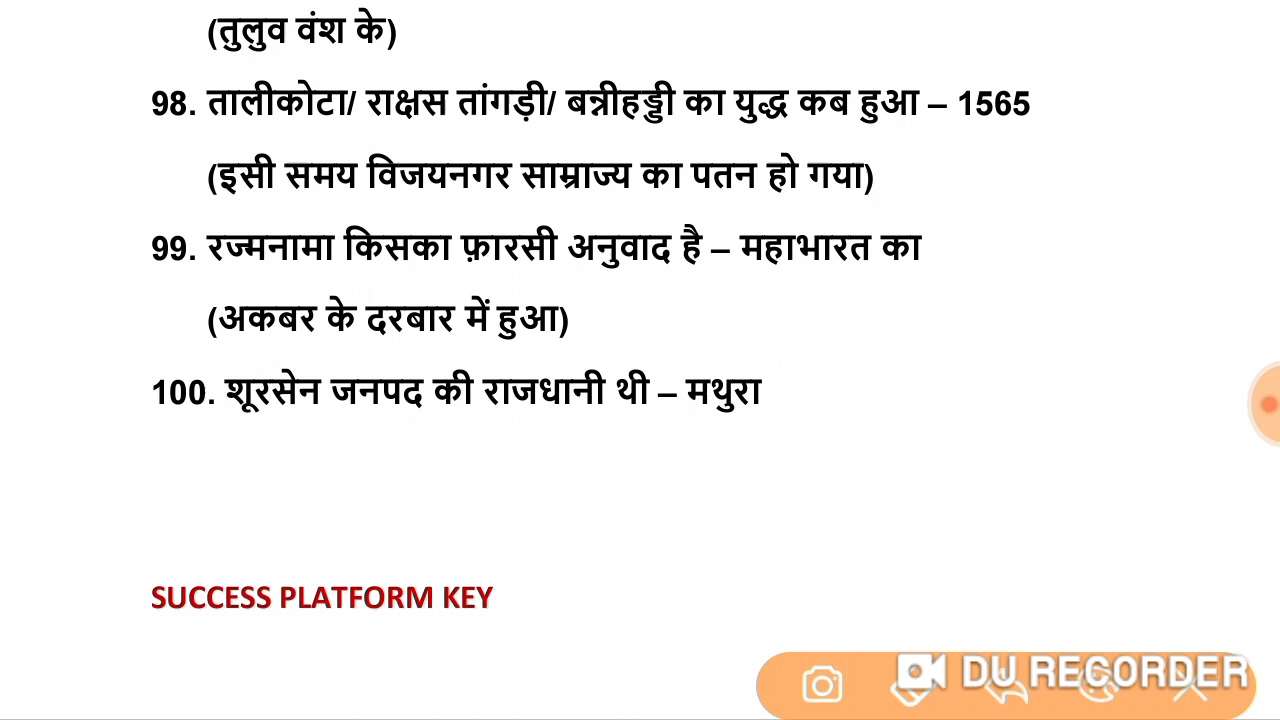 (तुलुव वंश के)
98. तालीकोटा/ राक्षस तांगड़ी/ बन्नीहड्डी का युद्ध कब हुआ – 1565
(इसी समय विजयनगर साम्राज्य का पतन हो गया)
99. रज्मनामा किसका फ़ारसी अनुवाद है – महाभारत का
(अकबर के दरबार में हुआ)
100. शूरसेन जनपद की राजधानी थी – मथुरा
SUCCESS PLATFORM KEY
DU RECORDER